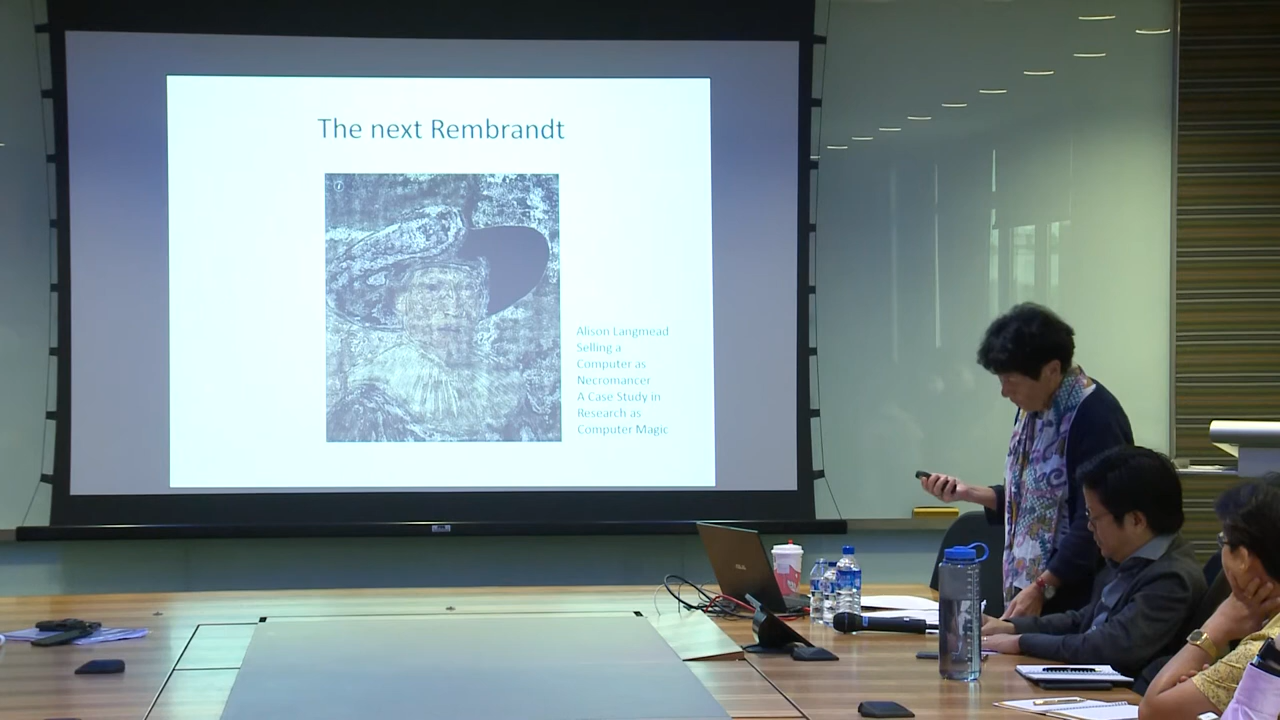 The next Rembrandt
Alison Langmead
Selling a
Computer as
Necromancer
A Case Study in
Research as
Computer Magic